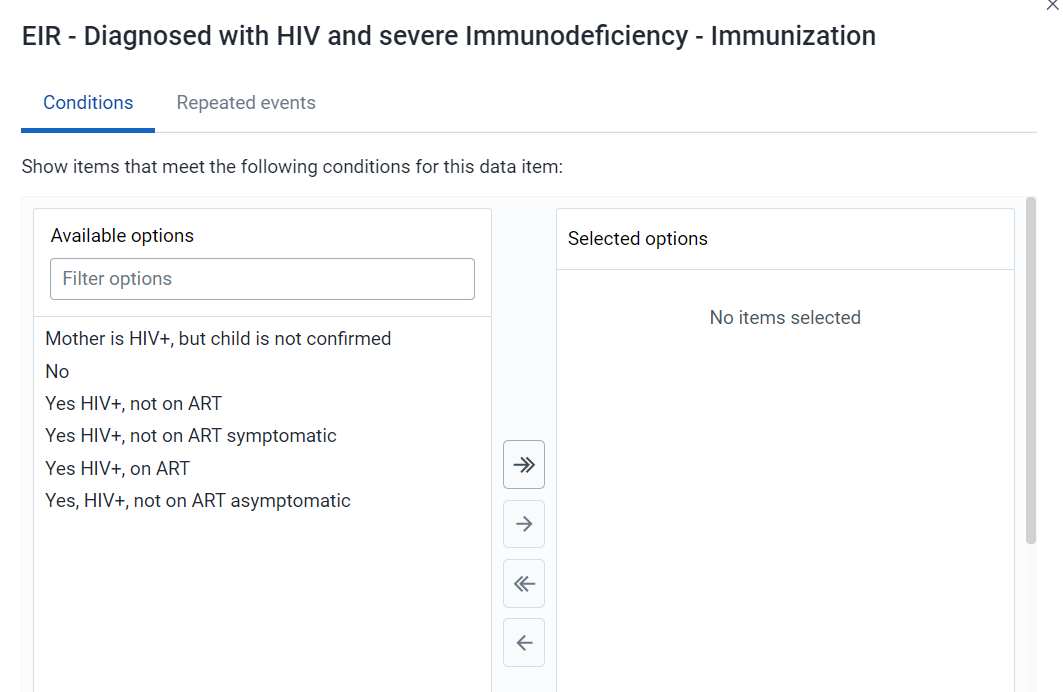 EIR - Diagnosed with HIV and severe Immunodeficiency - Immunization
Conditions
Repeated events
Show items that meet the following conditions for this data item:
Available options
Filter options
Mother is HIV+, but child is not confirmed
No
Yes HIV+, not on ART
Yes HIV+, not on ART symptomatic
Yes HIV+, on ART
Yes, HIV+, not on ART asymptomatic
Selected options
No items selected